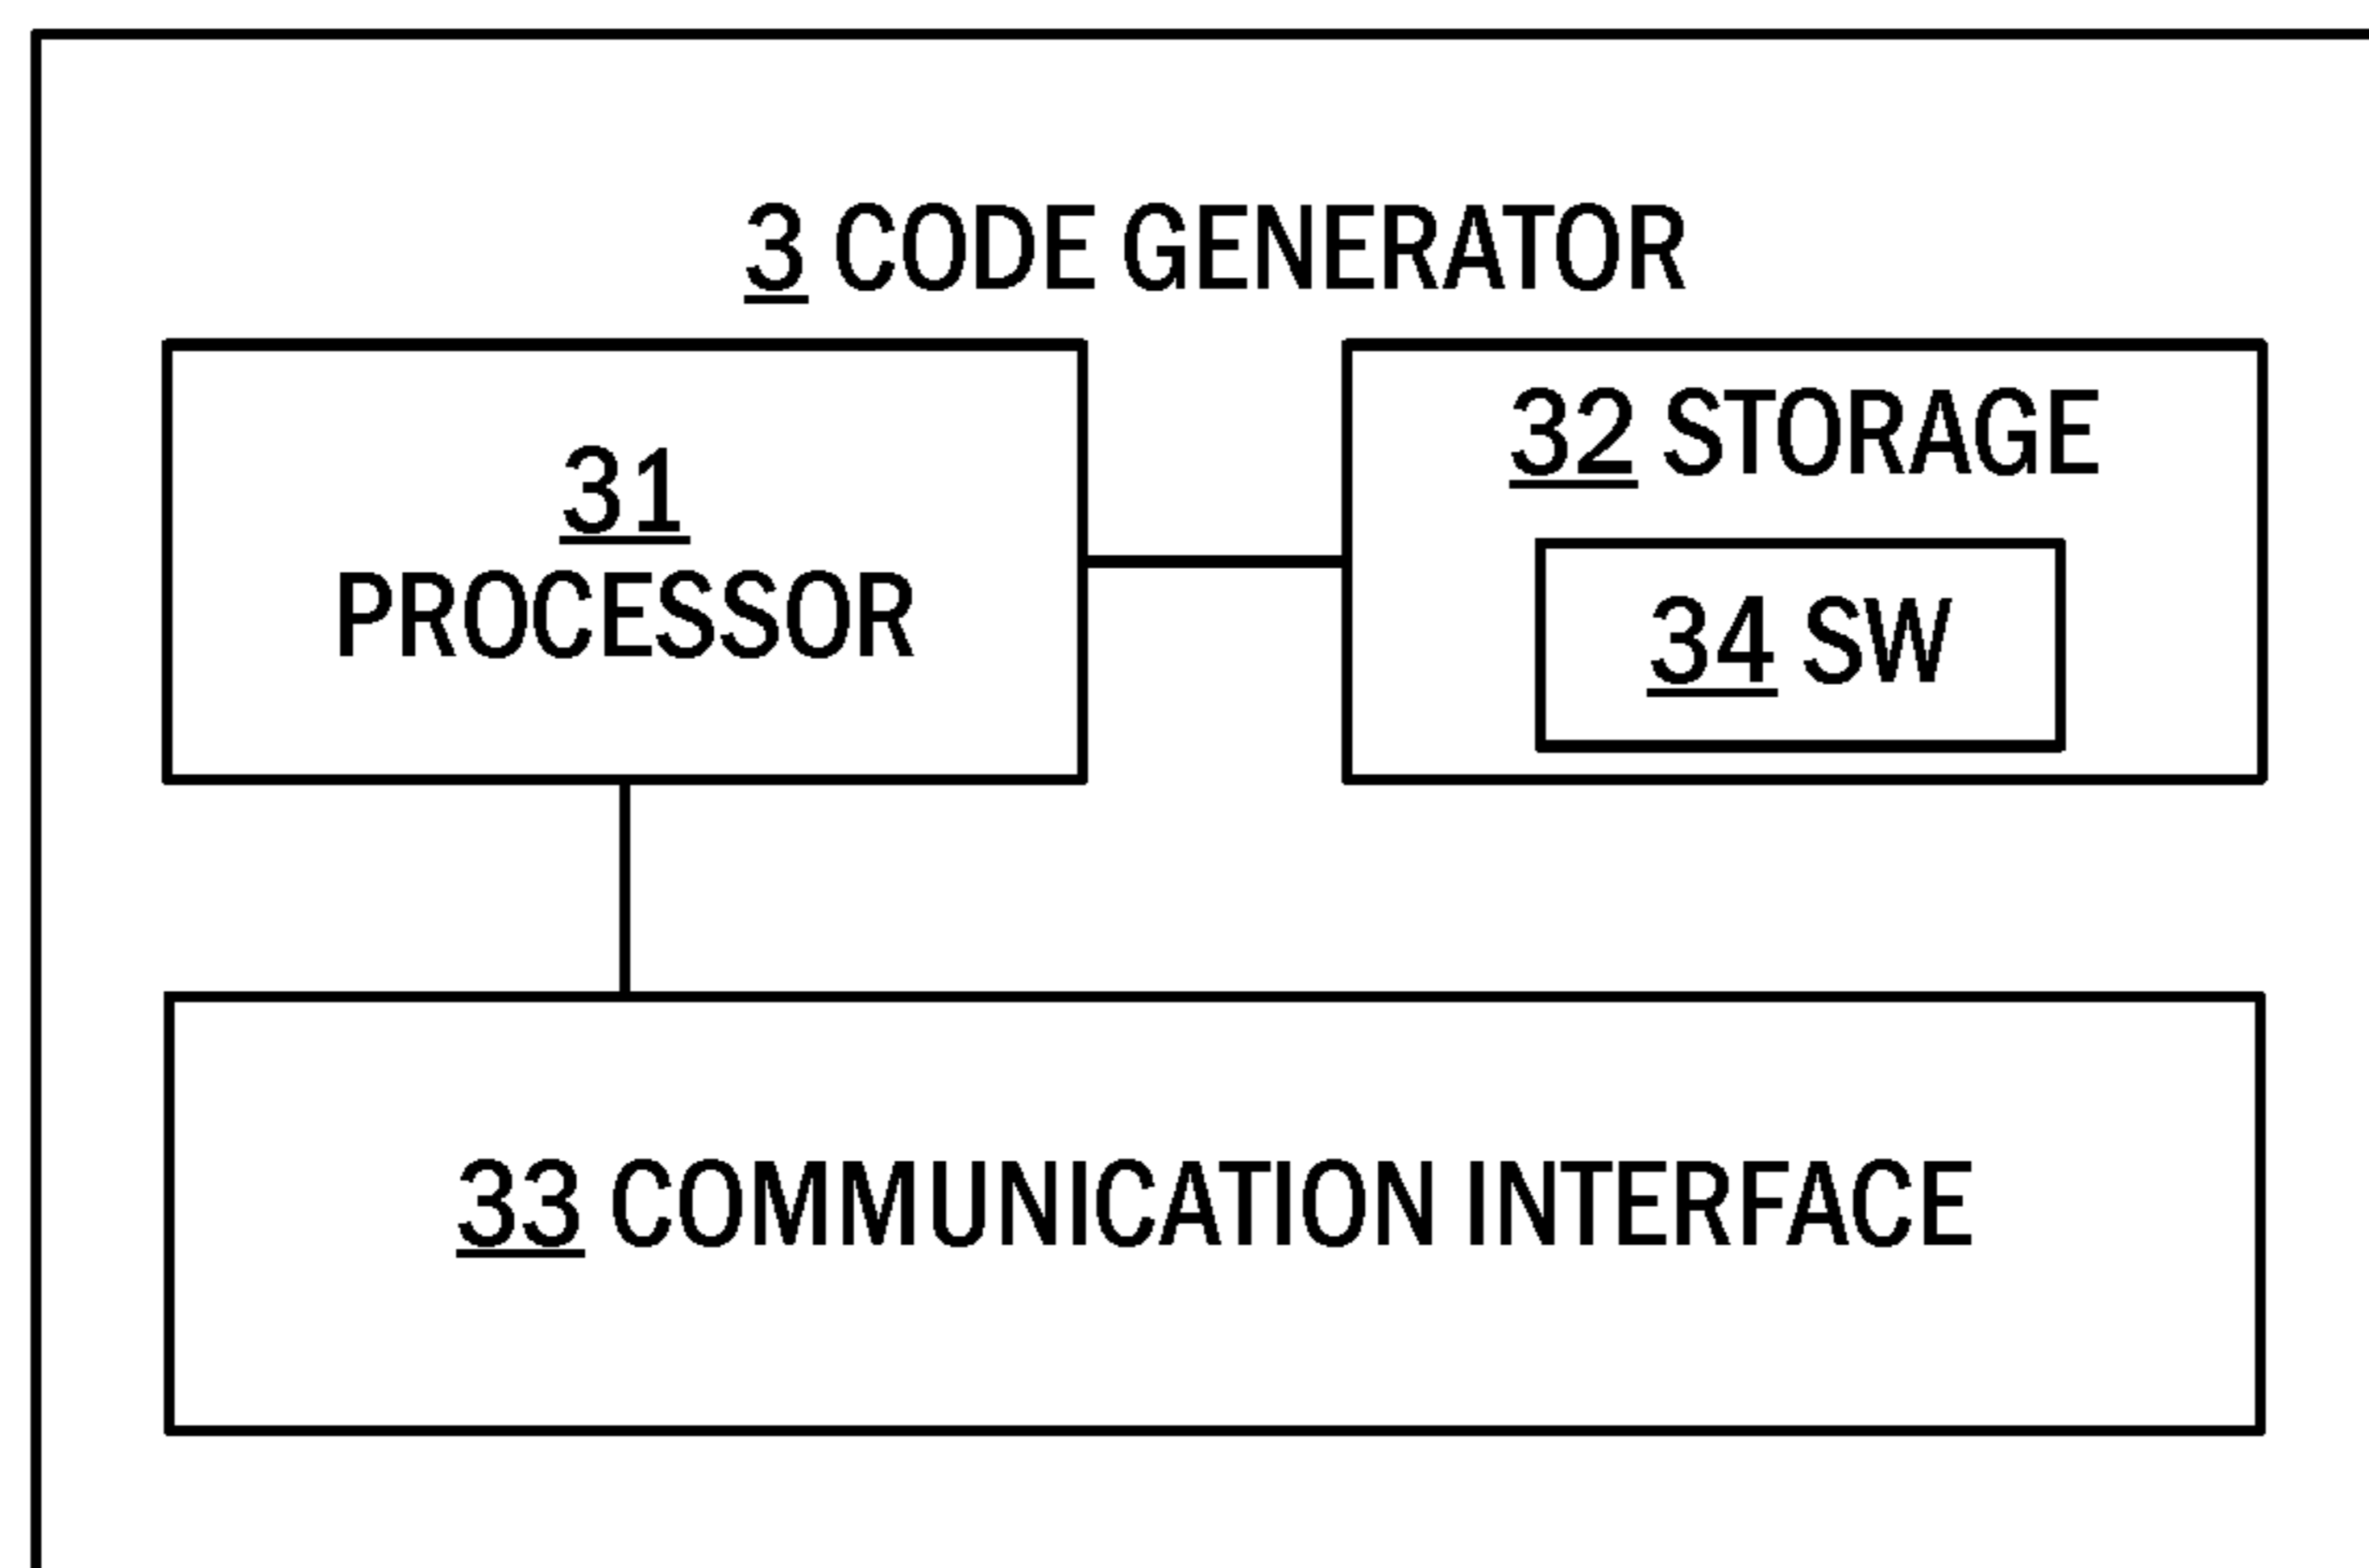 3 CODE GENERATOR
31
PROCESSOR
32 STORAGE
34 SW
33 COMMUNICATION INTERFACE